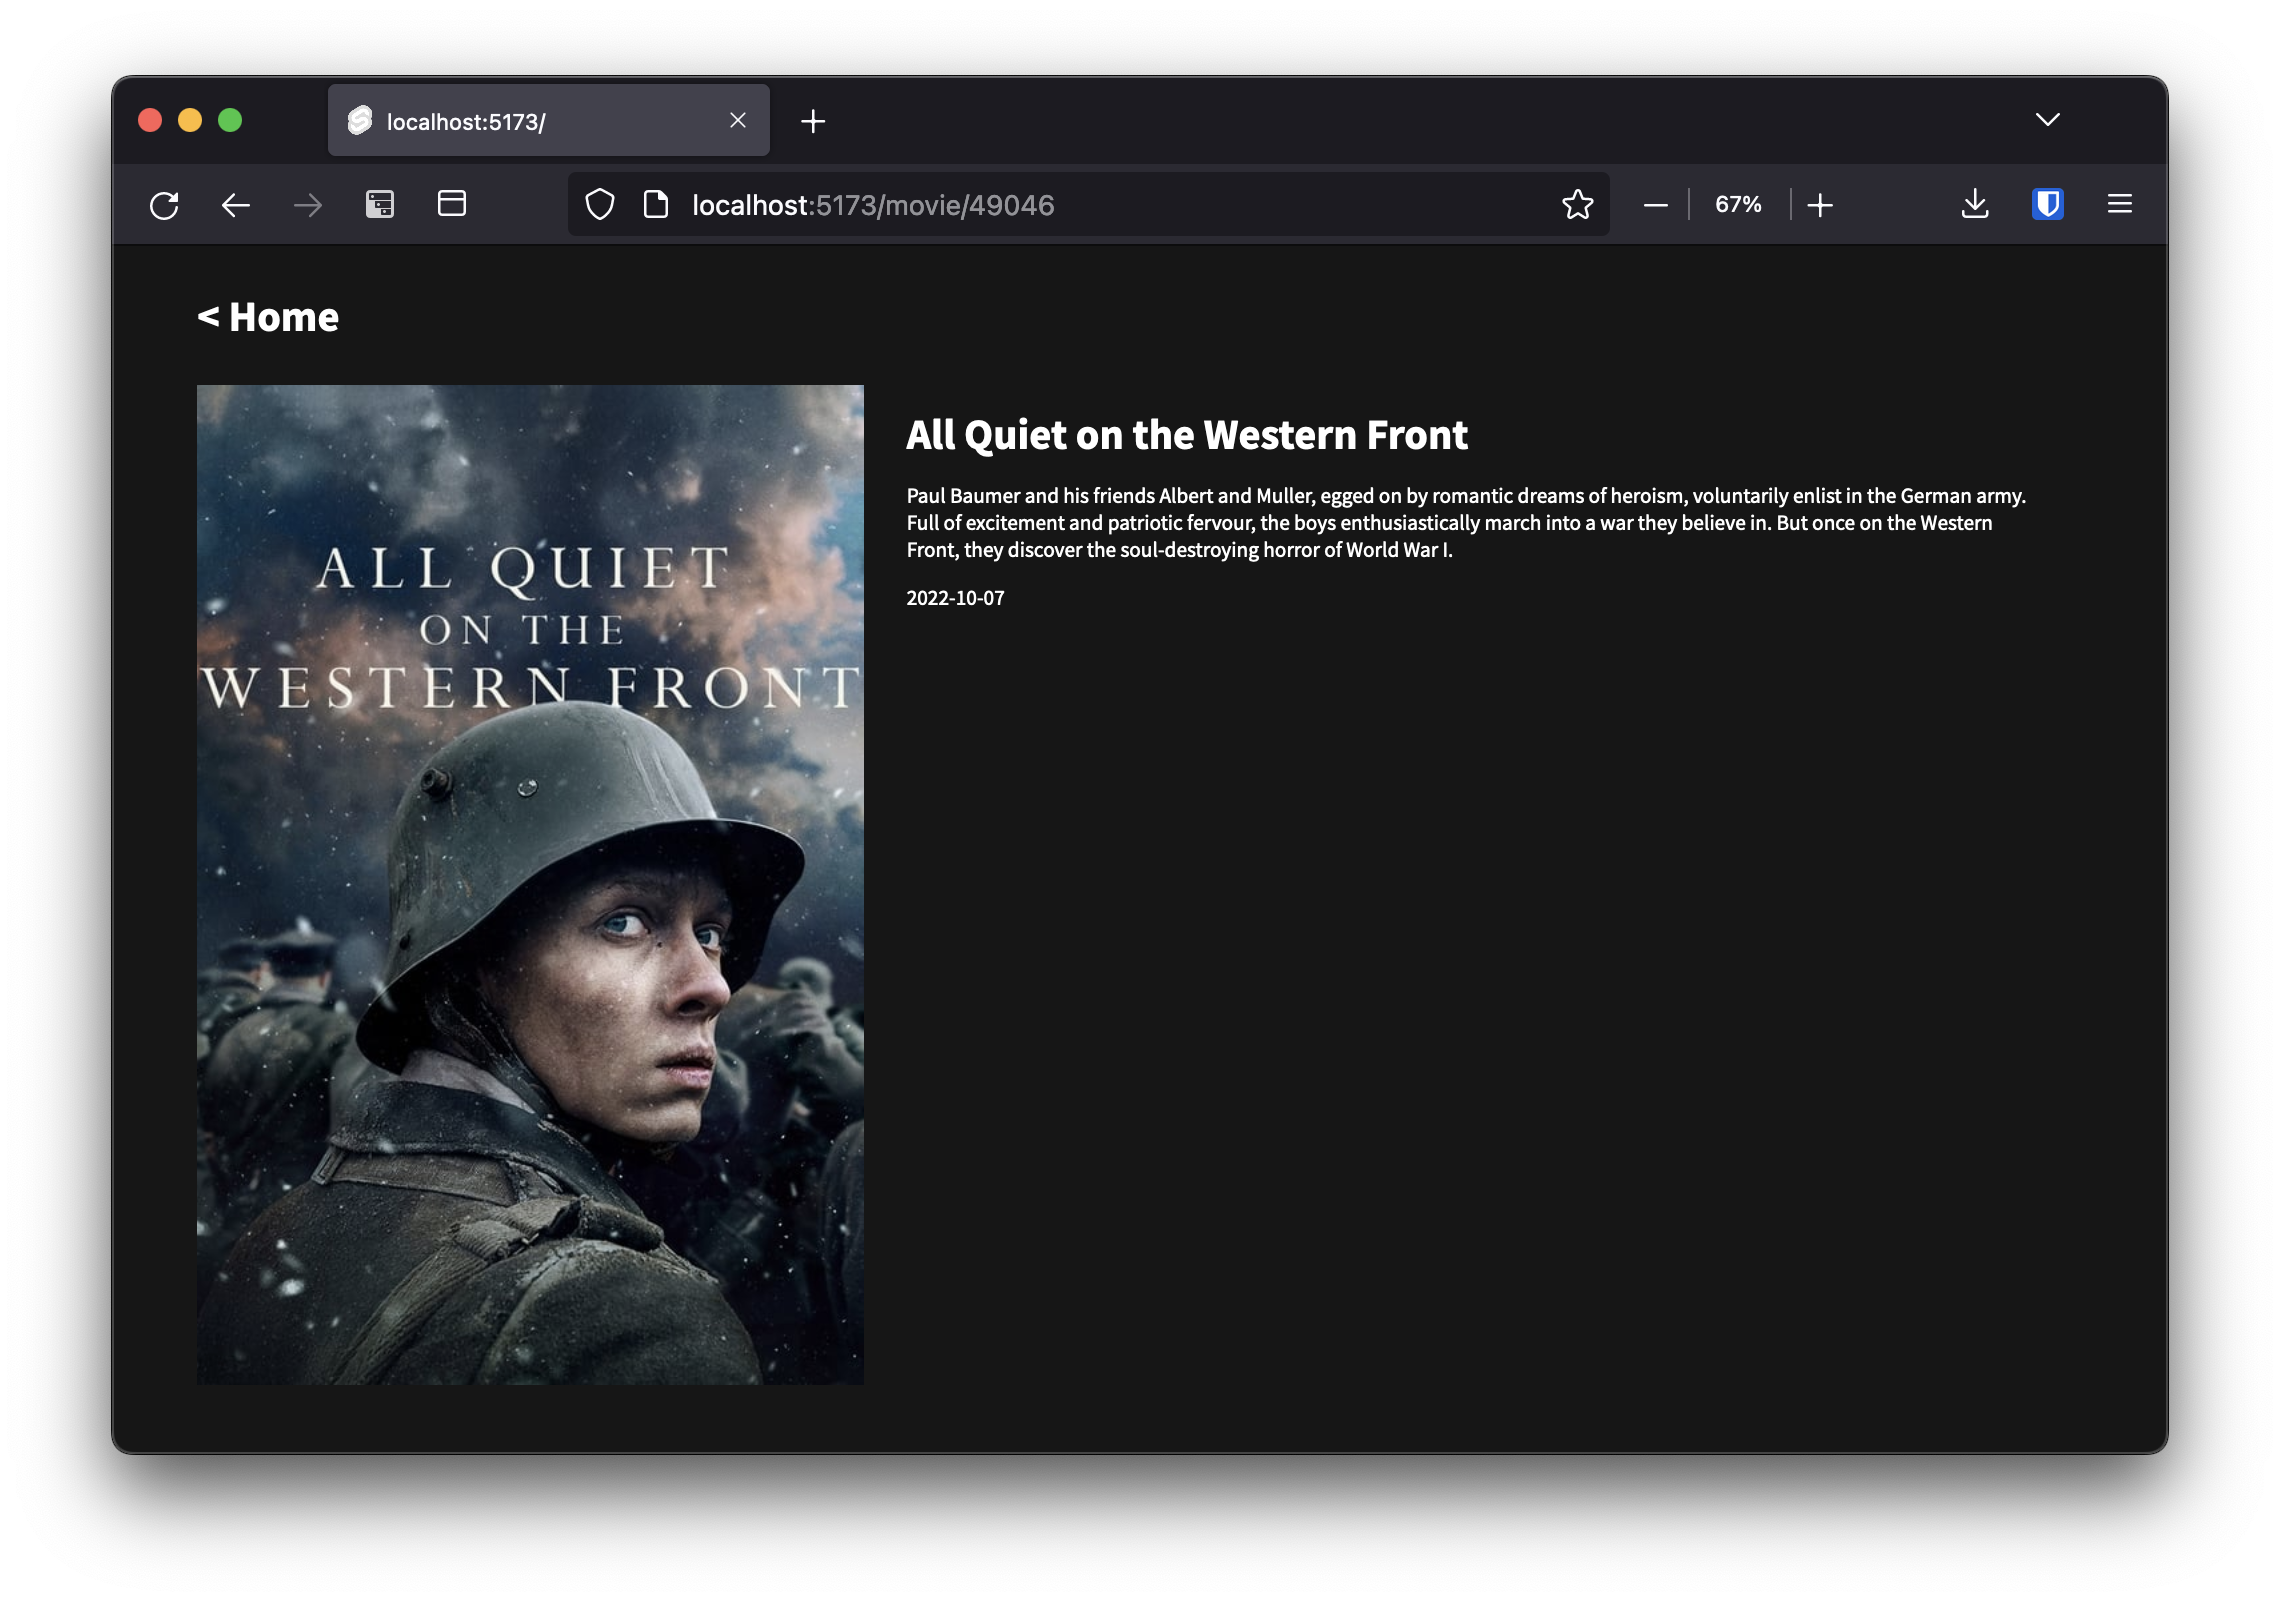 localhost:5173/
localhost:5173/movie/49046
67%
< Home
ALL QUIET
ON THE
WESTERN FRONT
All Quiet on the Western Front
Paul Baumer and his friends Albert and Muller, egged on by romantic dreams of heroism, voluntarily enlist in the German army.
Full of excitement and patriotic fervour, the boys enthusiastically march into a war they believe in. But once on the Western
Front, they discover the soul-destroying horror of World War I.
2022-10-07